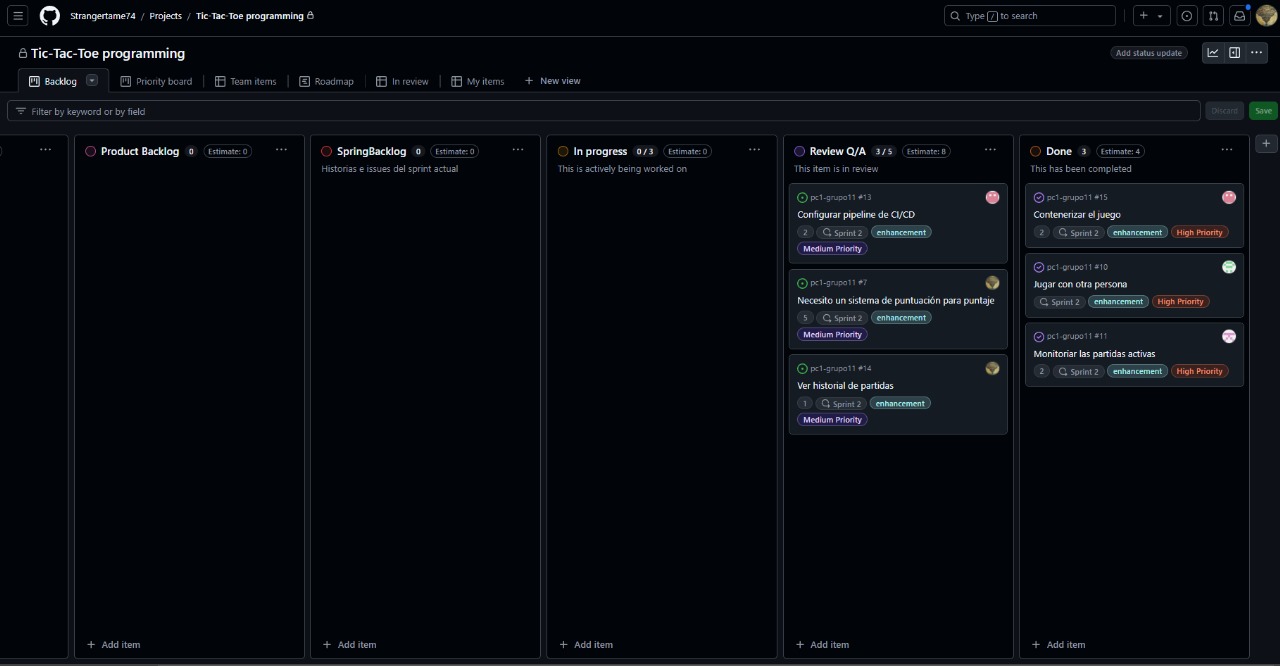 Strangertame74 / Projects / Tic-Tac-Toe programming
Type / to search
Tic-Tac-Toe programming
Add status update
Backlog
Priority board
Team items
Roadmap
In review
My items
New view
Filter by keyword or by field
Discard
Save
Product Backlog 0 Estimate: 0
Add item
SpringBacklog 0 Estimate: 0
Historias e issues del sprint actual
Add item
In progress 0 / 3 Estimate: 0
This is actively being worked on
Add item
Review Q/A 3 / 5 Estimate: 8
This item is in review
pc1-grupo11 #13
Configurar pipeline de CI/CD
2 Sprint 2 enhancement
Medium Priority
pc1-grupo11 #7
Necesito un sistema de puntuación para puntaje
5 Sprint 2 enhancement
Medium Priority
pc1-grupo11 #14
Ver historial de partidas
1 Sprint 2 enhancement
Medium Priority
Add item
Done 3 Estimate: 4
This has been completed
pc1-grupo11 #15
Contenerizar el juego
2 Sprint 2 enhancement High Priority
pc1-grupo11 #10
Jugar con otra persona
Sprint 2 enhancement High Priority
pc1-grupo11 #11
Monitoriar las partidas activas
2 Sprint 2 enhancement High Priority
Add item